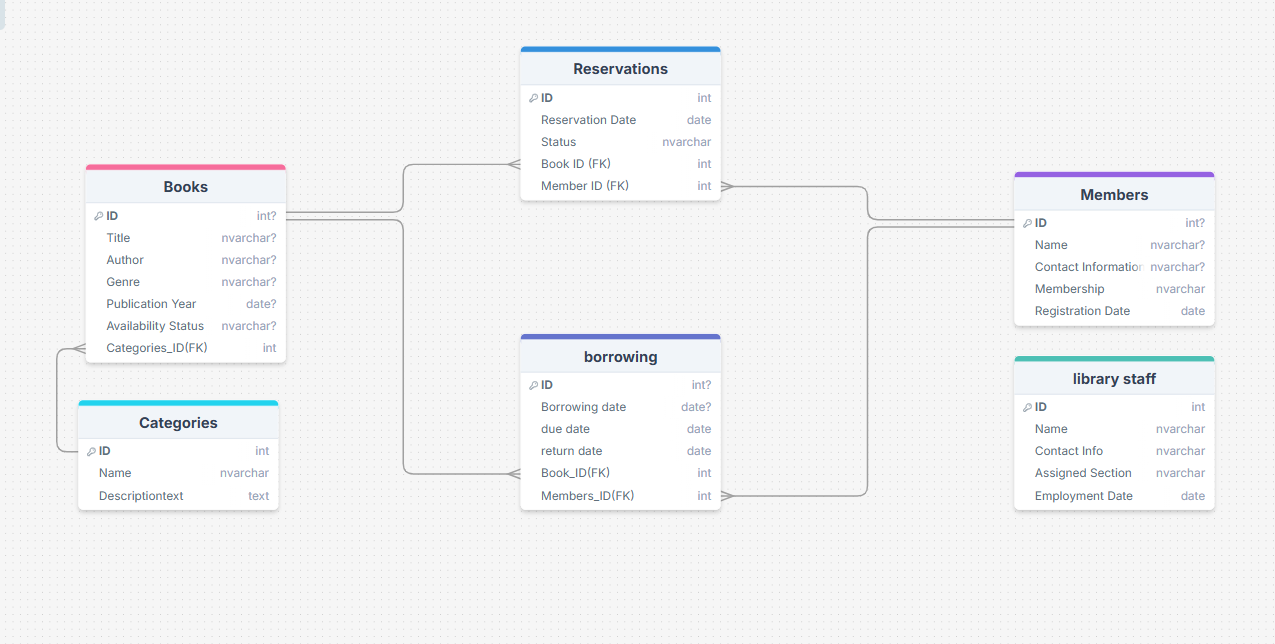 Reservations
ID int
Reservation Date date
Status nvarchar
Book ID (FK) int
Member ID (FK) int
Books
ID int?
Title nvarchar?
Author nvarchar?
Genre nvarchar?
Publication Year date?
Availability Status nvarchar?
Categories_ID(FK) int
Members
ID int?
Name nvarchar?
Contact Information nvarchar?
Membership nvarchar
Registration Date date
borrowing
ID int?
Borrowing date date?
due date date
return date date
Book_ID(FK) int
Members_ID(FK) int
library staff
ID int
Name nvarchar
Contact Info nvarchar
Assigned Section nvarchar
Employment Date date
Categories
ID int
Name nvarchar
Descriptiontext text